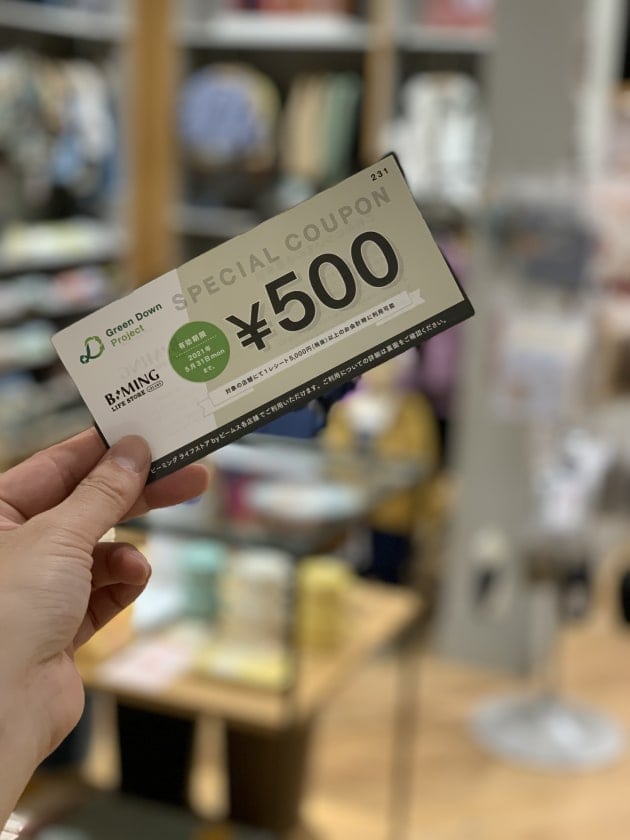 231
SPECIAL COUPON
¥500
Green Down
Project
有効期限
2021年
5月31日mon
まで。
B:MING
LIFE STORE
対象の店舗にて1レシート5,000円(税抜)以上のお会計時に利用可能
ビーミング ライフストア byビームス各店舗でご利用いただけます。ご利用についての詳細は裏面をご確認ください。